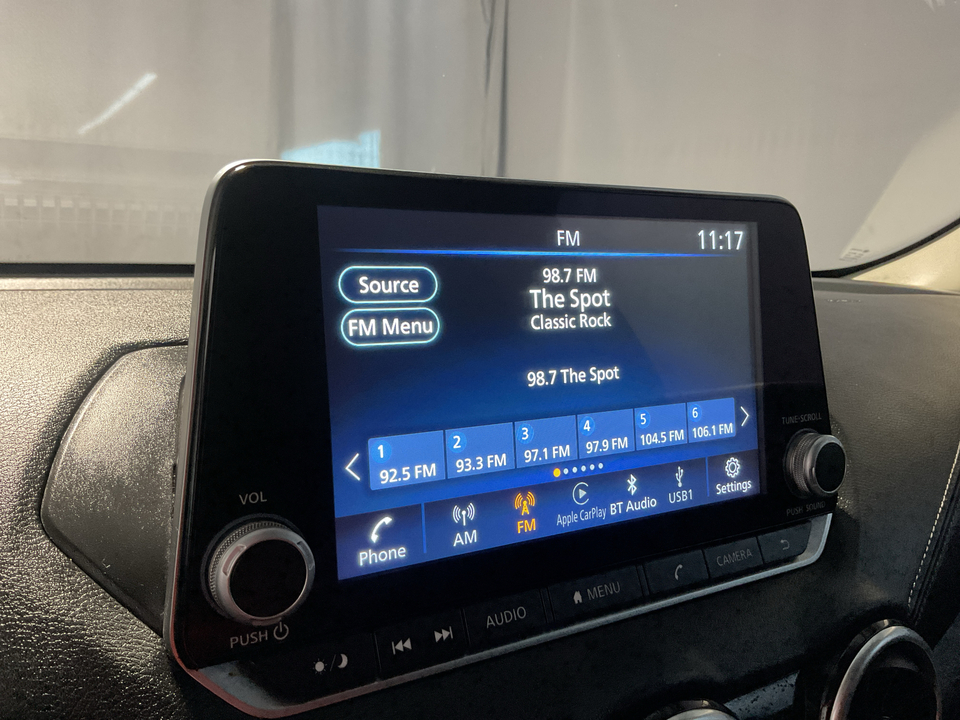 FM 11:17
Source
FM Menu
98.7 FM
The Spot
Classic Rock
98.7 The Spot
1 92.5 FM
2 93.3 FM
3 97.1 FM
4 97.9 FM
5 104.5 FM
6 106.1 FM
Phone
AM
FM
Apple CarPlay
BT Audio
USB1
Settings
VOL
PUSH
AUDIO
MENU
CAMERA
TUNE·SCROLL
PUSH SOUND